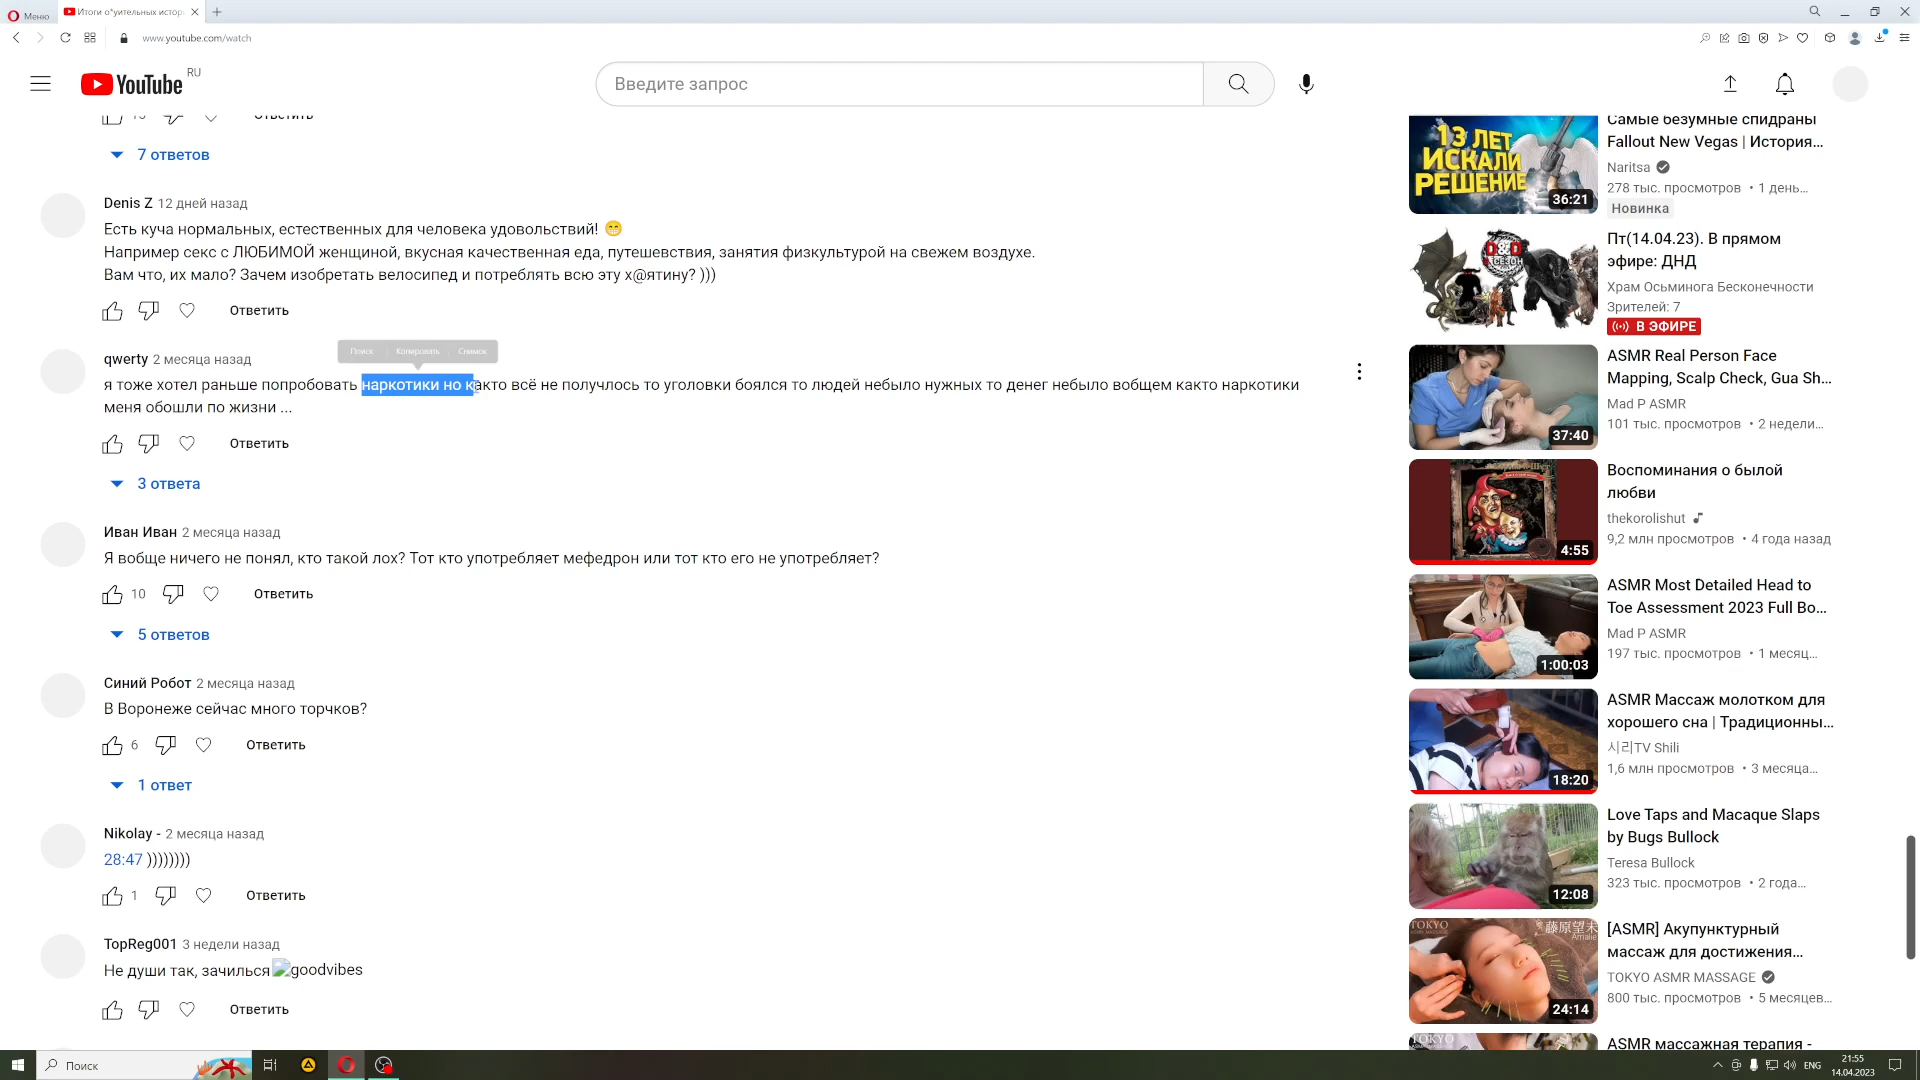 Меню
Итоги о*уительных истор
www.youtube.com/watch
YouTube RU
Введите запрос
Ответить
7 ответов
Denis Z 12 дней назад
Есть куча нормальных, естественных для человека удовольствий! 😁
Например секс с ЛЮБИМОЙ женщиной, вкусная качественная еда, путешествия, занятия физкультурой на свежем воздухе.
Вам что, их мало? Зачем изобретать велосипед и потреблять всю эту х@ятину? )))
Ответить
Поиск Копировать Снимок
qwerty 2 месяца назад
я тоже хотел раньше попробовать наркотики но както всё не получлось то уголовки боялся то людей небыло нужных то денег небыло вобщем както наркотики
меня обошли по жизни ...
Ответить
3 ответа
Иван Иван 2 месяца назад
Я вобще ничего не понял, кто такой лох? Тот кто употребляет мефедрон или тот кто его не употребляет?
10 Ответить
5 ответов
Синий Робот 2 месяца назад
В Воронеже сейчас много торчков?
6 Ответить
1 ответ
Nikolay - 2 месяца назад
28:47 ))))))))
1 Ответить
TopReg001 3 недели назад
Не души так, зачилься goodvibes
Ответить
13 ЛЕТ
ИСКАЛИ
РЕШЕНИЕ
36:21
Самые безумные спидраны
Fallout New Vegas | История...
Naritsa
278 тыс. просмотров • 1 день...
Новинка
D&D
СЕЗОН
Пт(14.04.23). В прямом
эфире: ДНД
Храм Осьминога Бесконечности
Зрителей: 7
В ЭФИРЕ
37:40
ASMR Real Person Face
Mapping, Scalp Check, Gua Sh...
Mad P ASMR
101 тыс. просмотров • 2 недели...
4:55
Воспоминания о былой
любви
thekorolishut
9,2 млн просмотров • 4 года назад
1:00:03
ASMR Most Detailed Head to
Toe Assessment 2023 Full Bo...
Mad P ASMR
197 тыс. просмотров • 1 месяц...
18:20
ASMR Массаж молотком для
хорошего сна | Традиционны...
시리TV Shili
1,6 млн просмотров • 3 месяца...
12:08
Love Taps and Macaque Slaps
by Bugs Bullock
Teresa Bullock
323 тыс. просмотров • 2 года...
TOKYO
藤原望未
Amalie
24:14
[ASMR] Акупунктурный
массаж для достижения...
TOKYO ASMR MASSAGE
800 тыс. просмотров • 5 месяцев...
TOKYO
ASMR массажная терапия -
Поиск
ENG
21:55
14.04.2023